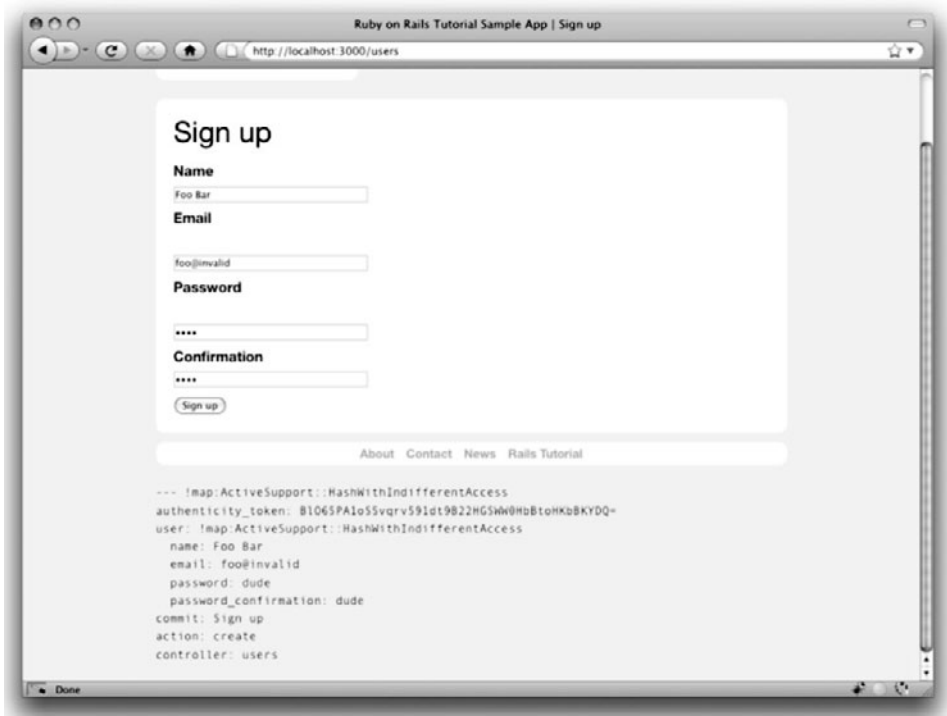 Ruby on Rails Tutorial Sample App | Sign up
http://localhost:3000/users
Sign up
Name
Foo Bar
Email
foo@invalid
Password
••••
Confirmation
••••
Sign up
About Contact News Rails Tutorial
--- !map:ActiveSupport::HashWithIndifferentAccess
authenticity_token:
user: !map:ActiveSupport::HashWithIndifferentAccess
name: Foo Bar
email: foo@invalid
password: dude
password_confirmation: dude
commit: Sign up
action: create
controller: users
Done